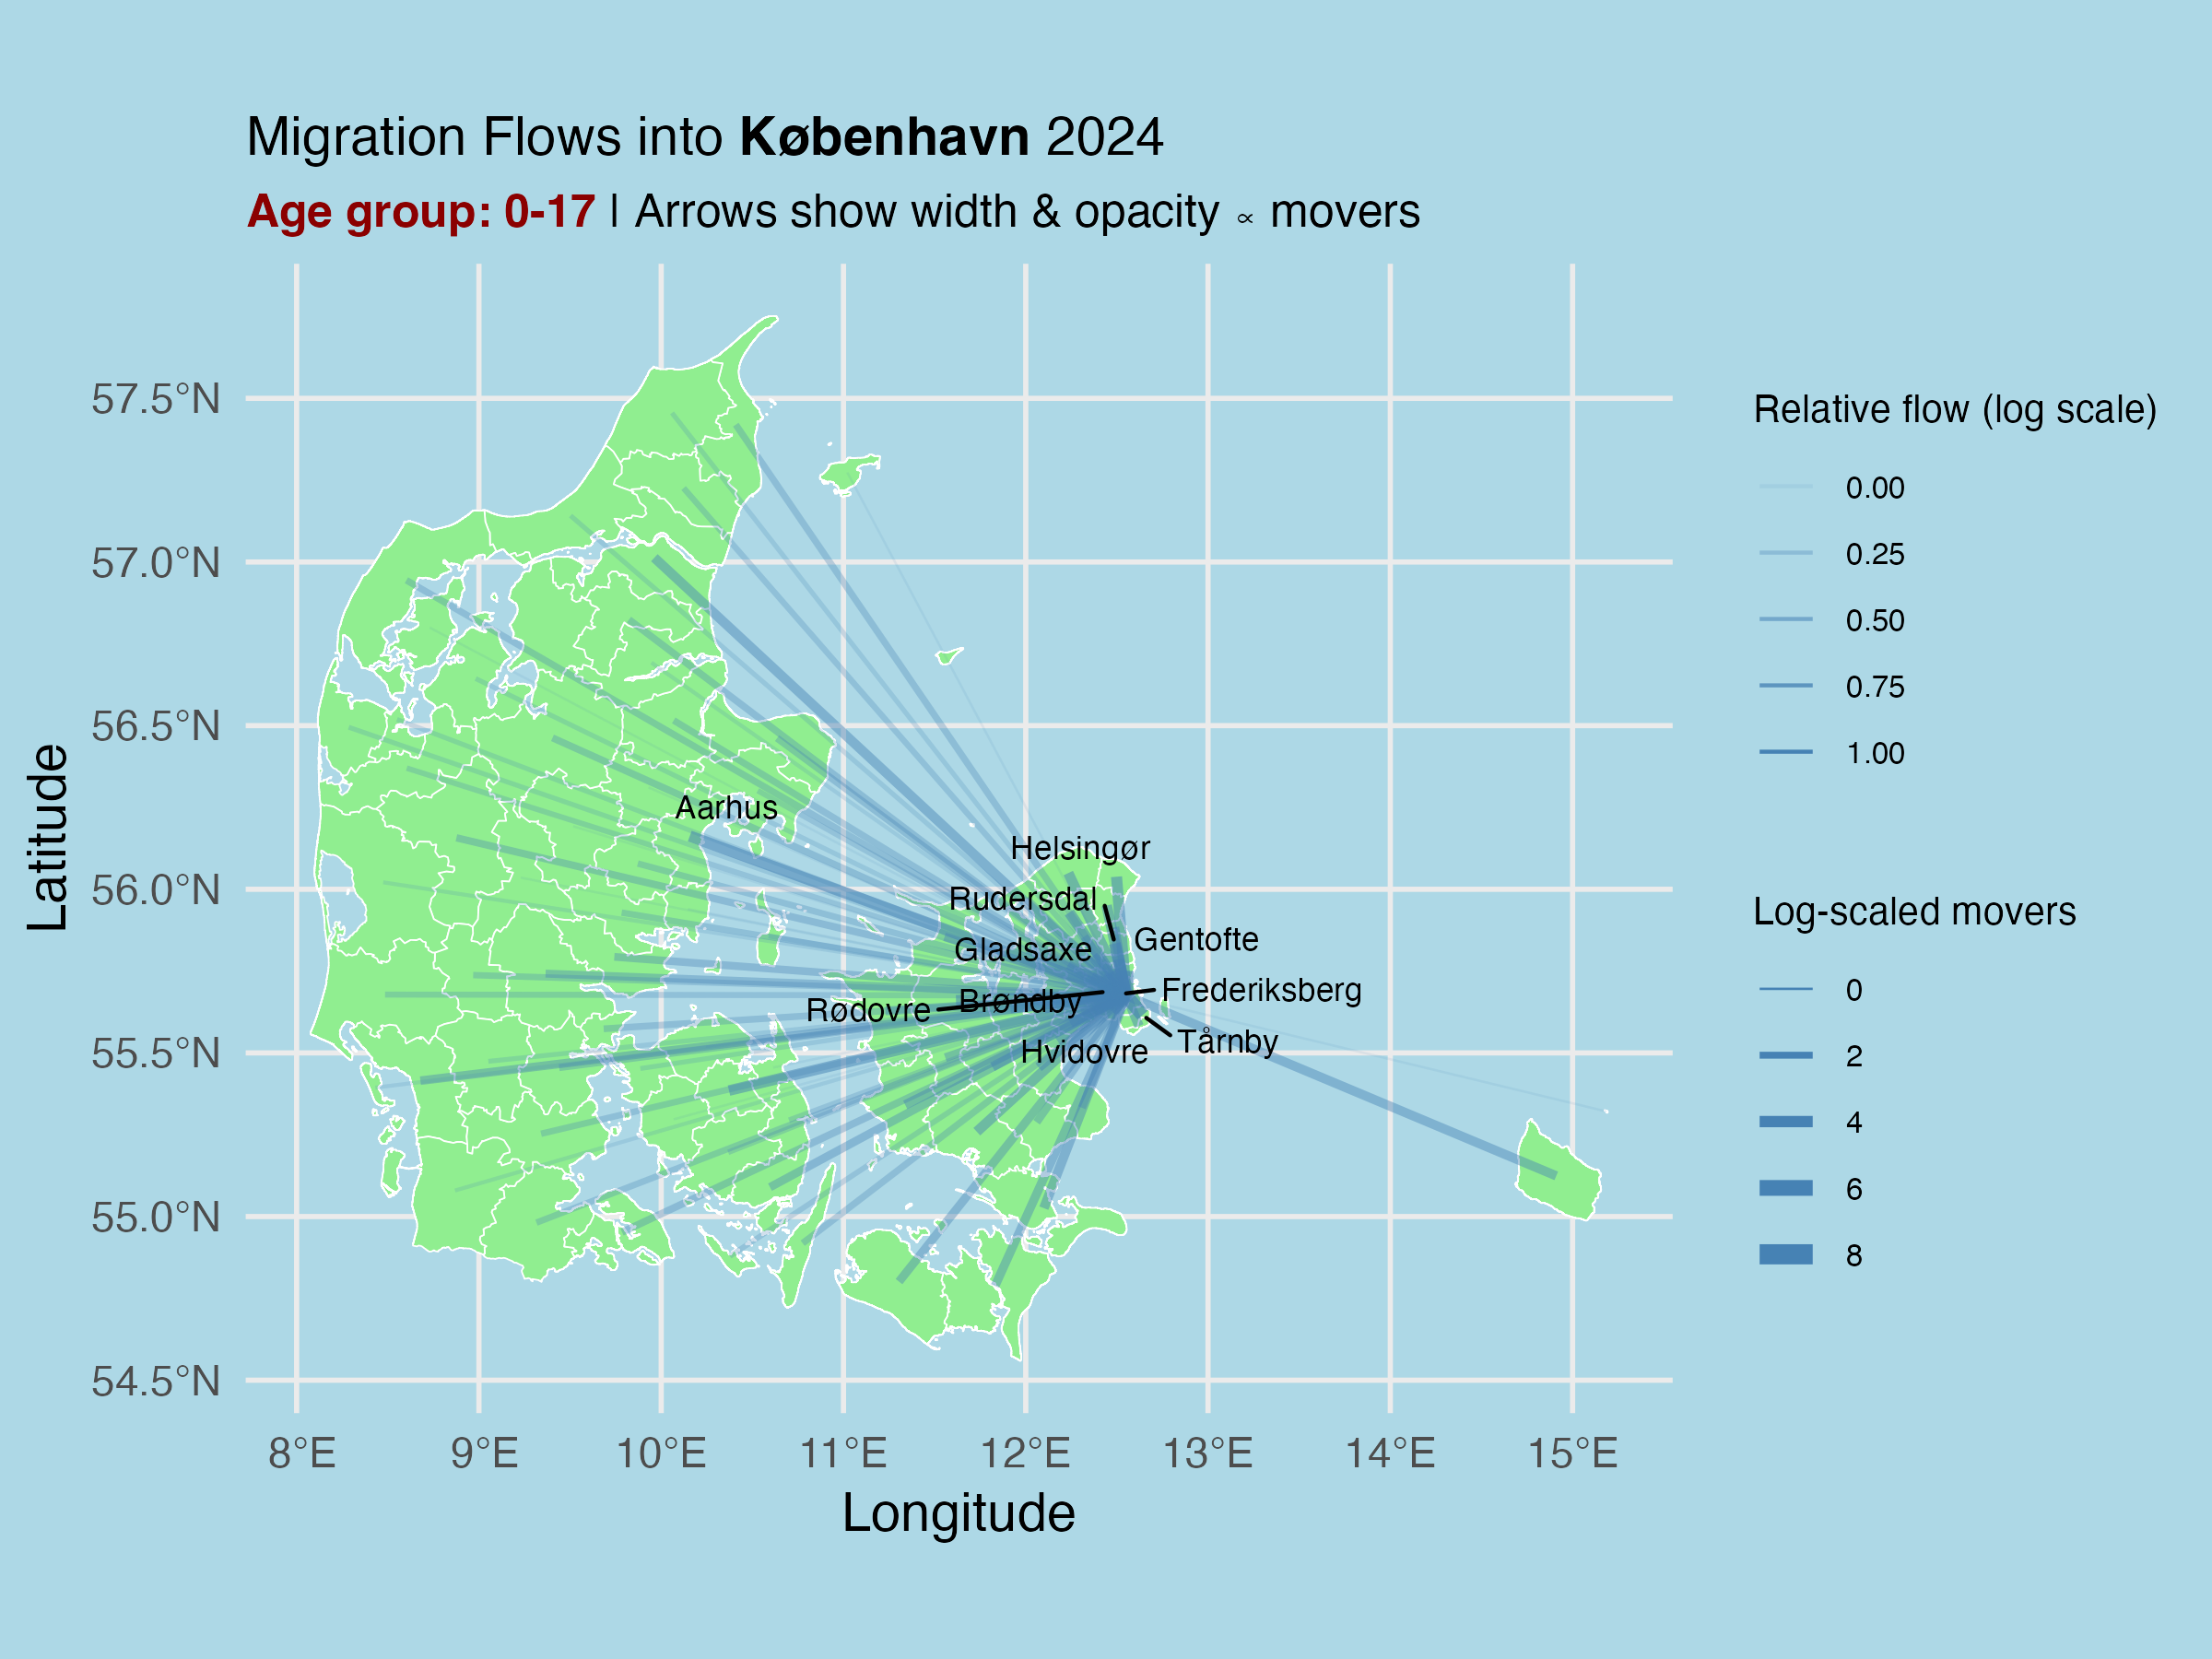 Migration Flows into København 2024
Age group: 0-17 | Arrows show width & opacity ∝ movers
57.5°N
57.0°N
56.5°N
56.0°N
55.5°N
55.0°N
54.5°N
Latitude
8°E 9°E 10°E 11°E 12°E 13°E 14°E 15°E
Longitude
Aarhus
Helsingør
Rudersdal
Gentofte
Gladsaxe
Frederiksberg
Brøndby
Rødovre
Tårnby
Hvidovre
Relative flow (log scale)
0.00
0.25
0.50
0.75
1.00
Log-scaled movers
0
2
4
6
8